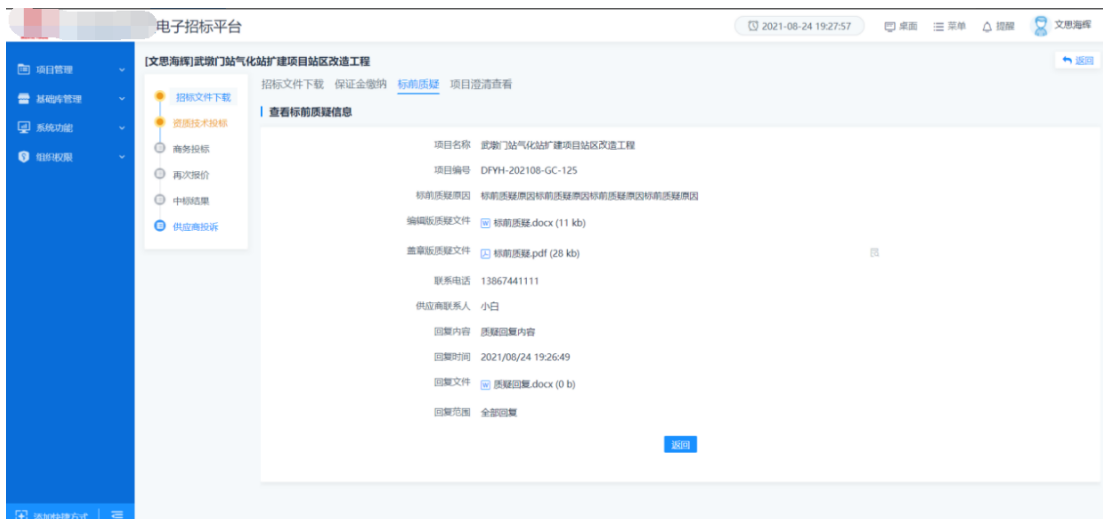 电子招标平台
2021-08-24 19:27:57
桌面
菜单
提醒
文思海辉
项目管理
基础库管理
系统功能
组织权限
添加快捷方式
[文思海辉]武墩门站气化站扩建项目站区改造工程
返回
招标文件下载
资质技术投标
商务投标
再次报价
中标结果
供应商投诉
招标文件下载 保证金缴纳 标前质疑 项目澄清查看
查看标前质疑信息
项目名称 武墩门站气化站扩建项目站区改造工程
项目编号 DFYH-202108-GC-125
标前质疑原因 标前质疑原因标前质疑原因标前质疑原因标前质疑原因
编辑版质疑文件 标前质疑.docx (11 kb)
盖章版质疑文件 标前质疑.pdf (28 kb)
联系电话 13867441111
供应商联系人 小白
回复内容 质疑回复内容
回复时间 2021/08/24 19:26:49
回复文件 质疑回复.docx (0 b)
回复范围 全部回复
返回